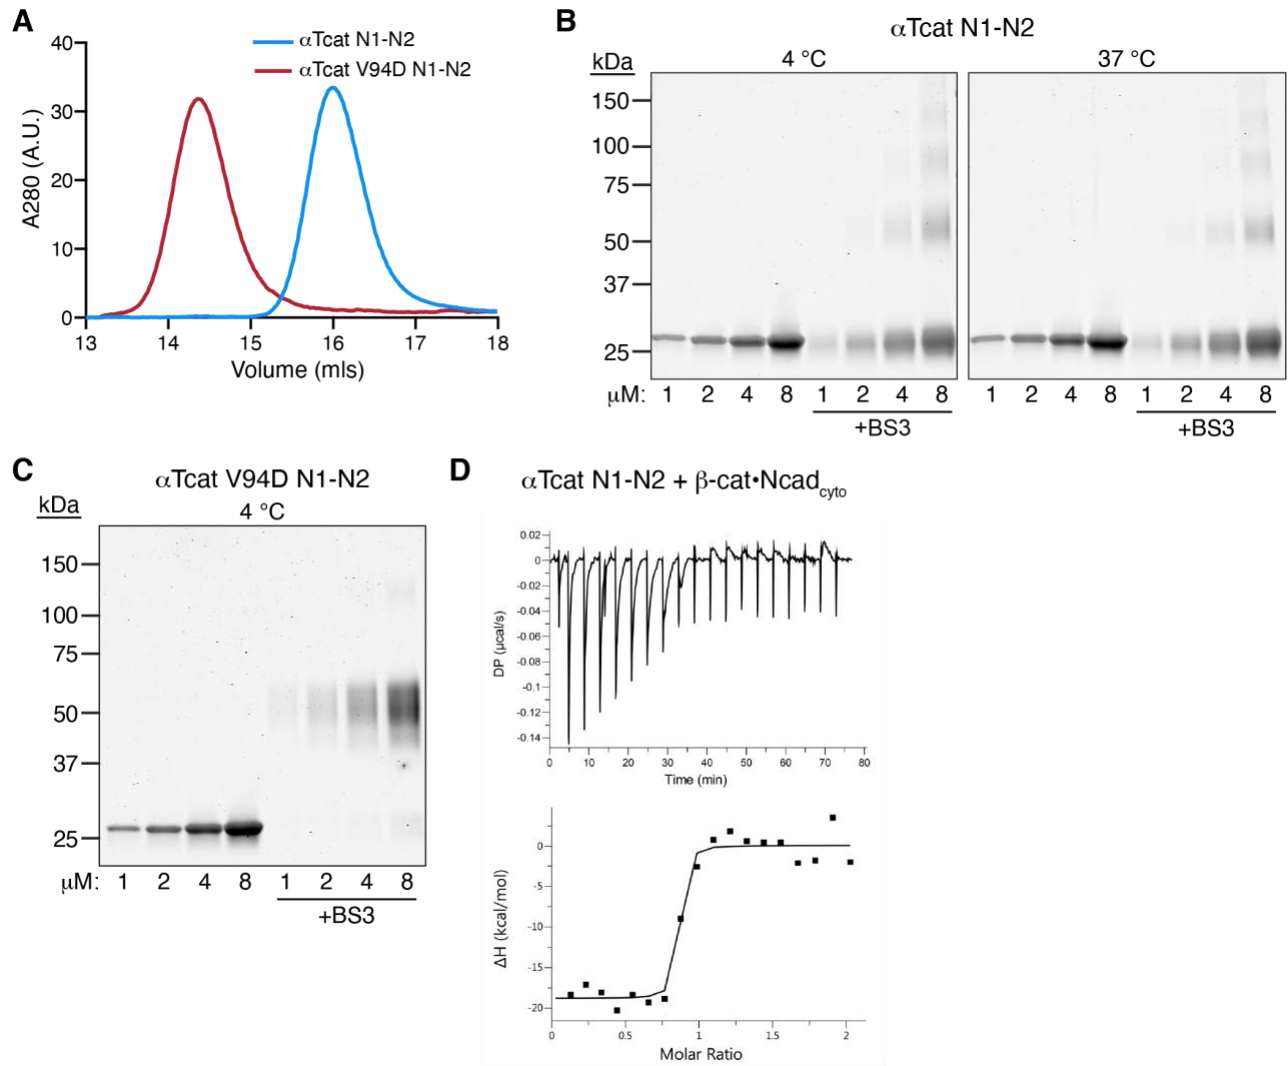 A
αTcat N1-N2
αTcat V94D N1-N2
40
30
20
10
0
A280 (A.U.)
13 14 15 16 17 18
Volume (mls)
B
αTcat N1-N2
kDa
4 °C
37 °C
150
100
75
50
37
25
μM: 1 2 4 8 1 2 4 8 1 2 4 8 1 2 4 8
+BS3
+BS3
C
αTcat V94D N1-N2
kDa
4 °C
150
100
75
50
37
25
μM: 1 2 4 8 1 2 4 8
+BS3
D
αTcat N1-N2 + β-cat•Ncadcyto
0.02
0
-0.02
-0.04
-0.06
-0.08
-0.1
-0.12
-0.14
DP (μcal/s)
0 10 20 30 40 50 60 70 80
Time (min)
0
-5
-10
-15
-20
ΔH (kcal/mol)
0 0.5 1 1.5 2
Molar Ratio